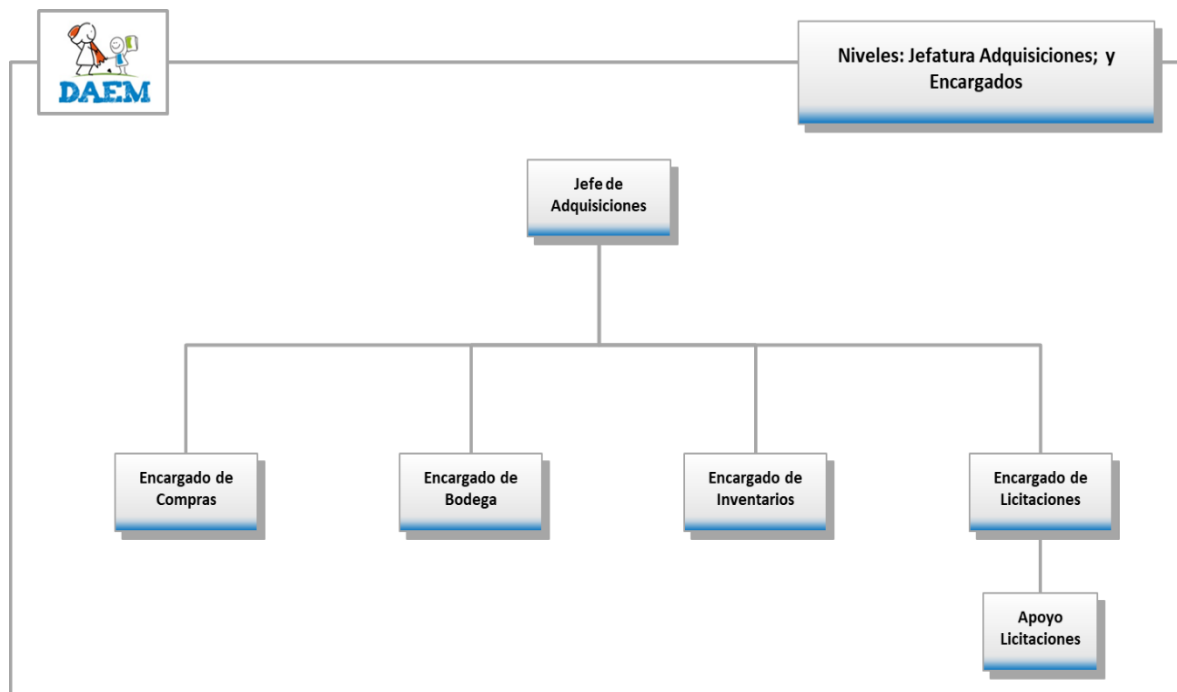 DAEM
Niveles: Jefatura Adquisiciones; y
Encargados
Jefe de
Adquisiciones
Encargado de
Compras
Encargado de
Bodega
Encargado de
Inventarios
Encargado de
Licitaciones
Apoyo
Licitaciones